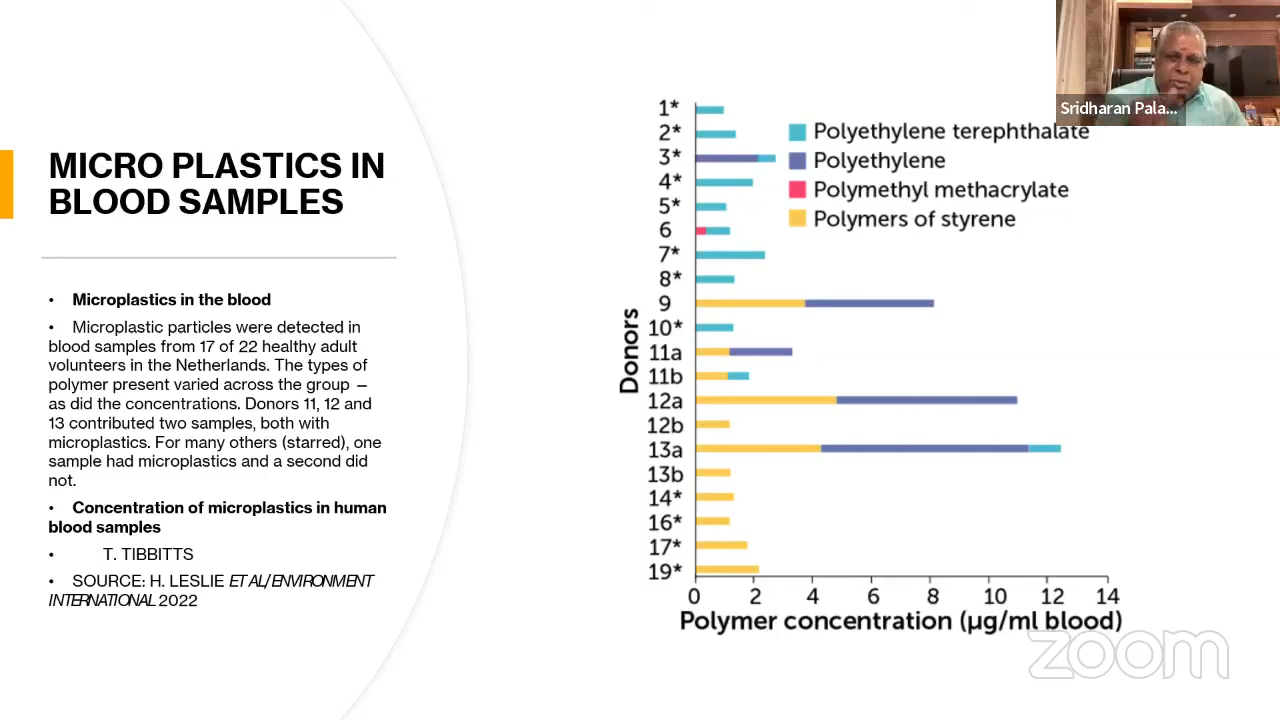 MICRO PLASTICS IN
BLOOD SAMPLES
• Microplastics in the blood
• Microplastic particles were detected in
blood samples from 17 of 22 healthy adult
volunteers in the Netherlands. The types of
polymer present varied across the group —
as did the concentrations. Donors 11, 12 and
13 contributed two samples, both with
microplastics. For many others (starred), one
sample had microplastics and a second did
not.
• Concentration of microplastics in human
blood samples
• T. TIBBITTS
• SOURCE: H. LESLIE ET AL/ENVIRONMENT
INTERNATIONAL 2022
Donors
1*
2*
3*
4*
5*
6
7*
8*
9
10*
11a
11b
12a
12b
13a
13b
14*
16*
17*
19*
Polyethylene terephthalate
Polyethylene
Polymethyl methacrylate
Polymers of styrene
0 2 4 6 8 10 12 14
Polymer concentration (µg/ml blood)
Sridharan Pala...
zoom